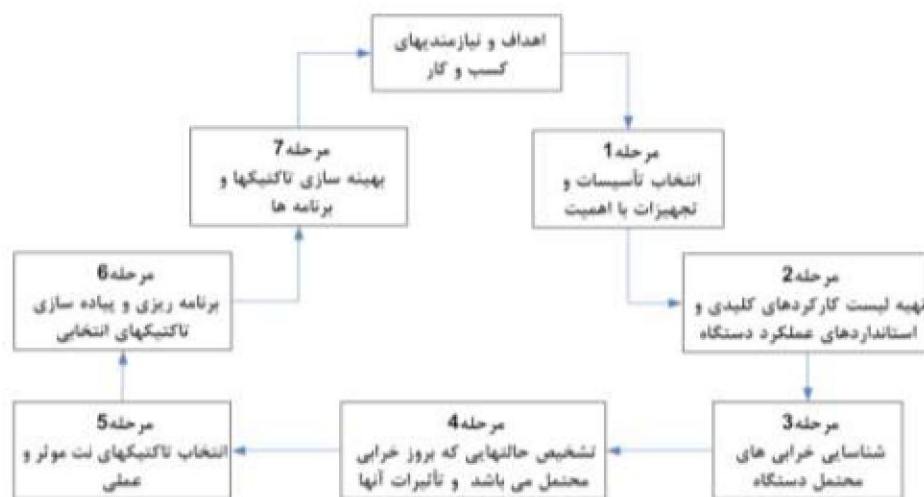 اهداف و نیازمندیهای
کسب و کار
مرحله1
انتخاب تأسیسات و
تجهیزات با اهمیت
مرحله2
تهیه لیست کارکردهای کلیدی و
استانداردهای عملکرد دستگاه
مرحله3
شناسایی خرابی های
محتمل دستگاه
مرحله4
تشخیص حالتهایی که بروز خرابی
محتمل می باشد و تأثیرات آنها
مرحله5
انتخاب تاکتیکهای نت موثر و
عملی
مرحله6
برنامه ریزی و پیاده سازی
تاکتیکهای انتخابی
مرحله7
بهینه سازی تاکتیکها و
برنامه ها